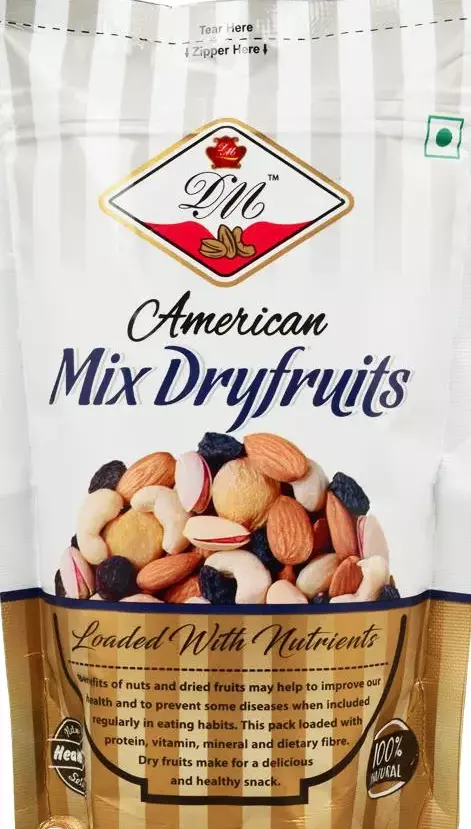 Tear Here
Zipper Here
DM
DM™
American
Mix Dryfruits
Loaded With Nutrients
of nuts and dried fruits may help to improve our
health and to prevent some diseases when included
regularly in eating habits. This pack loaded with
protein, vitamin, mineral and dietary fibre.
Dry fruits make for a delicious
and healthy snack.
100%
NATURAL